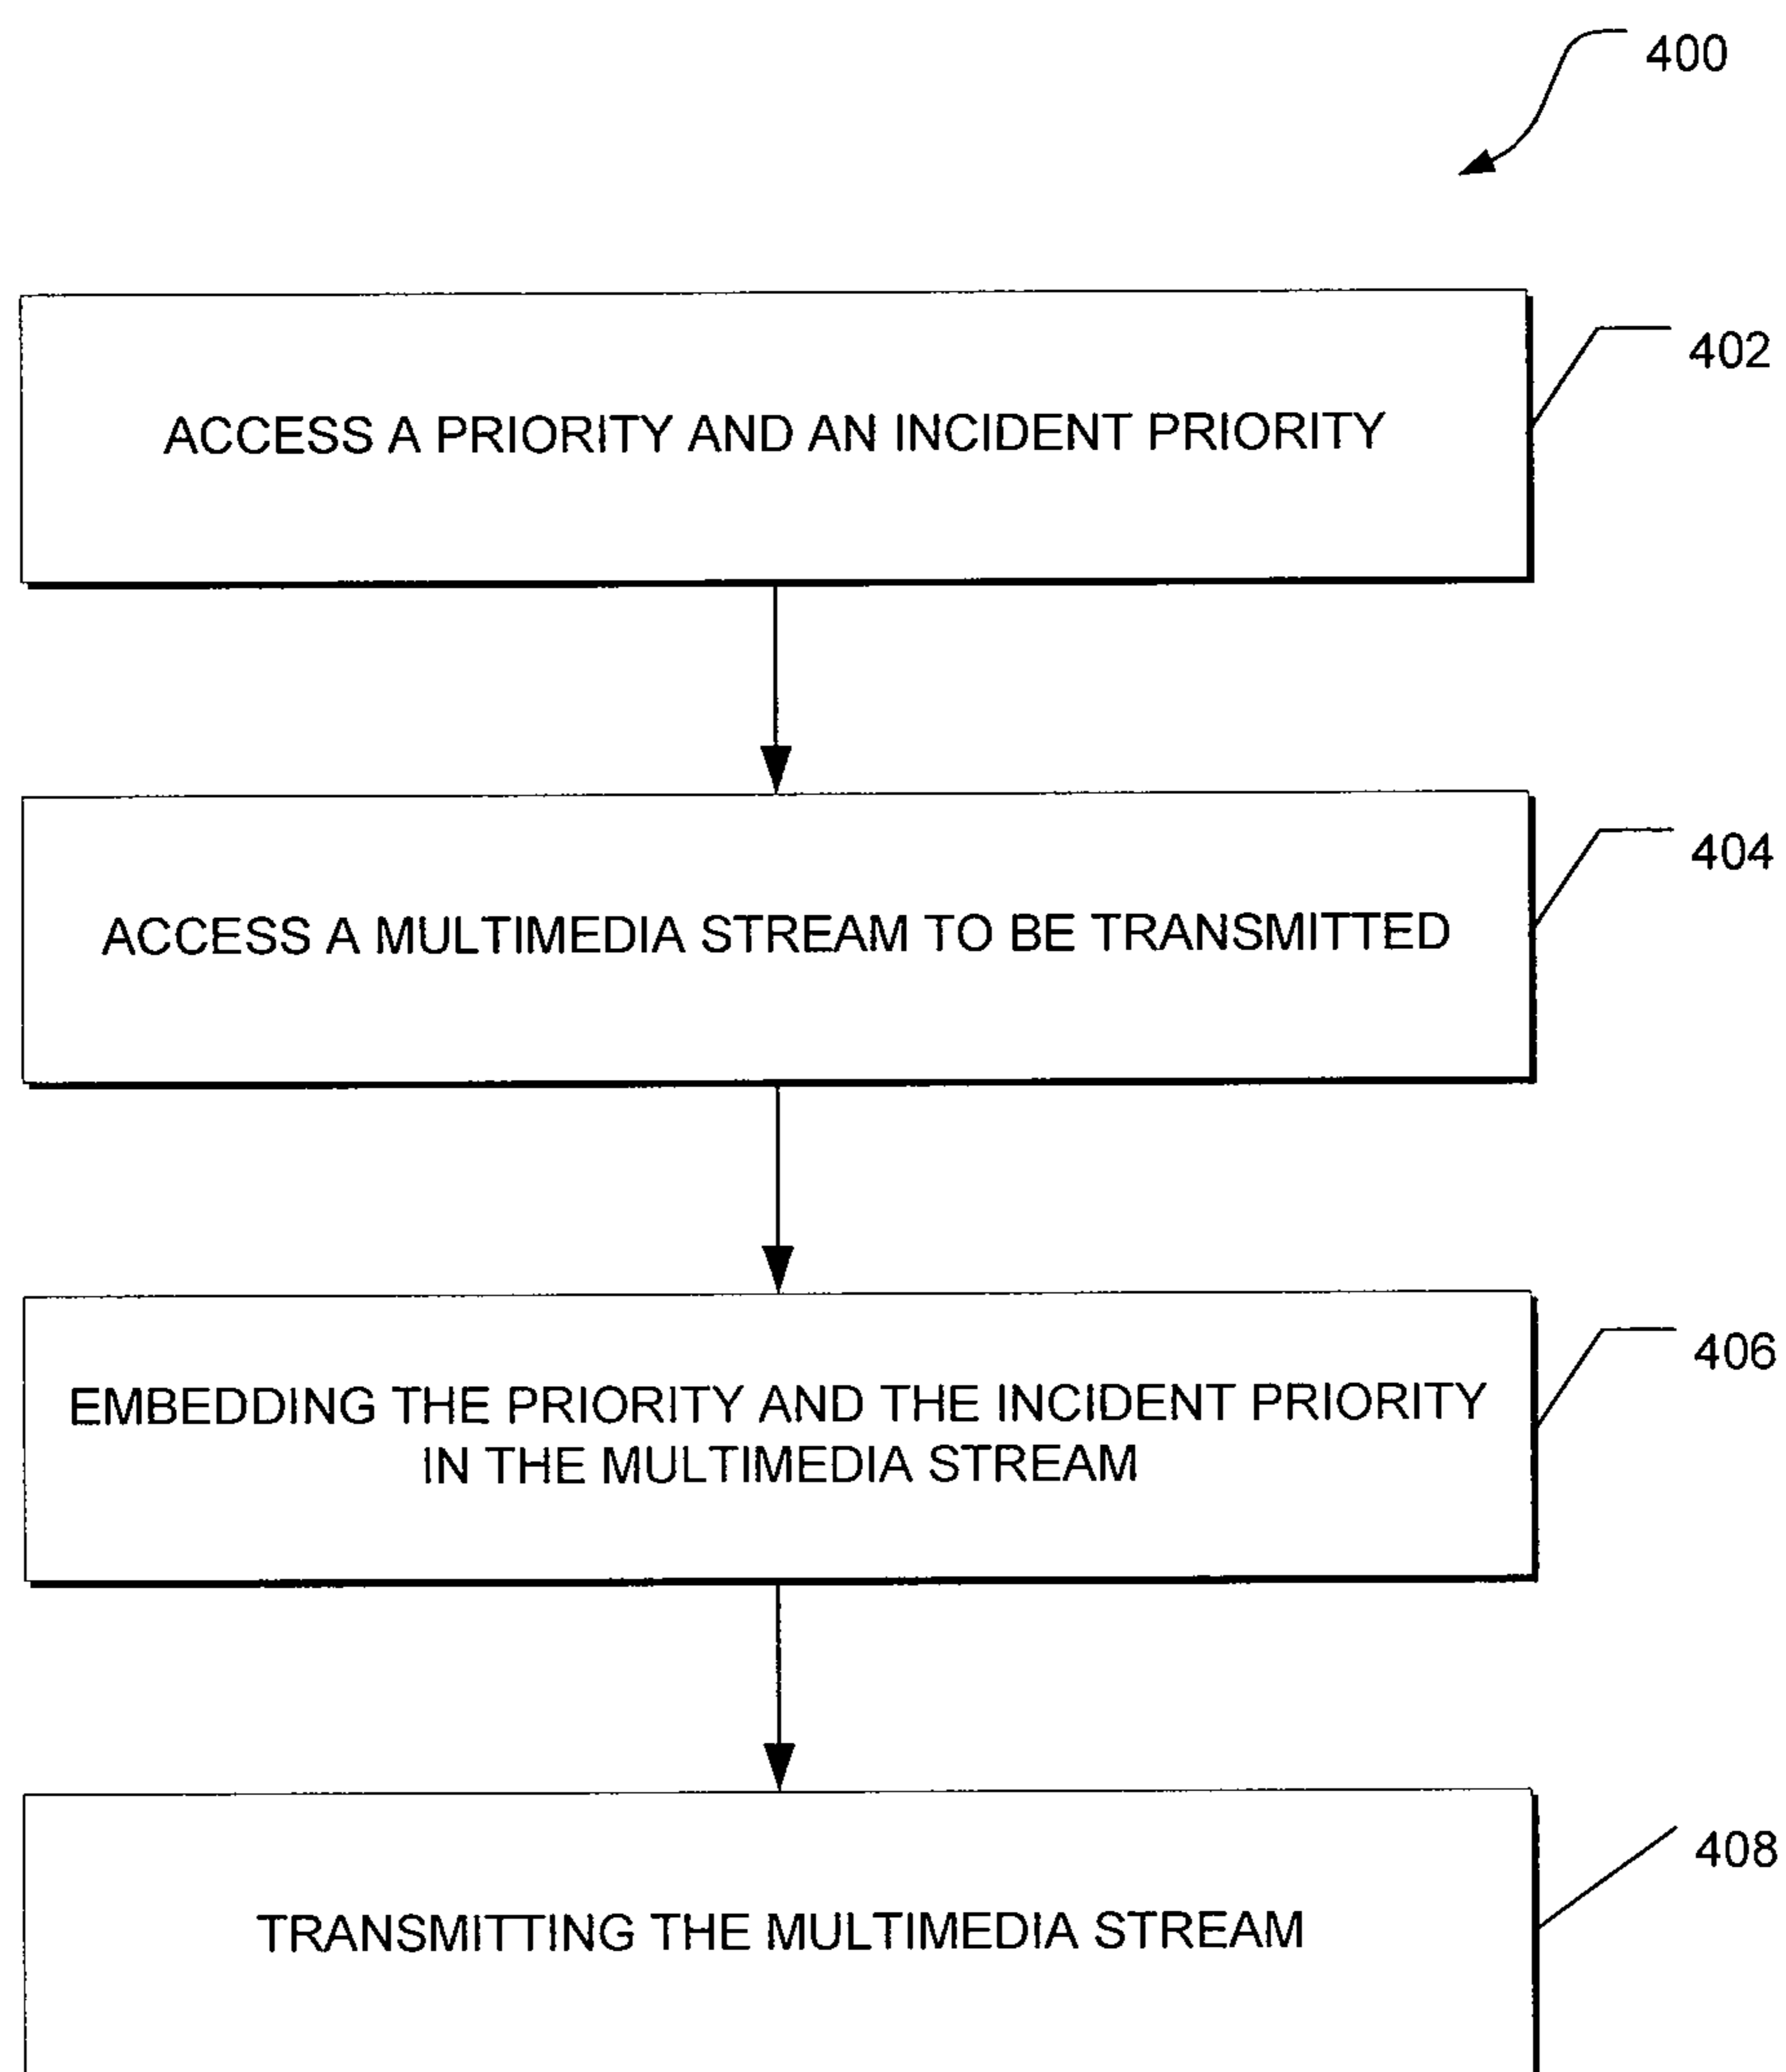 400
402
ACCESS A PRIORITY AND AN INCIDENT PRIORITY
404
ACCESS A MULTIMEDIA STREAM TO BE TRANSMITTED
406
EMBEDDING THE PRIORITY AND THE INCIDENT PRIORITY
IN THE MULTIMEDIA STREAM
408
TRANSMITTING THE MULTIMEDIA STREAM